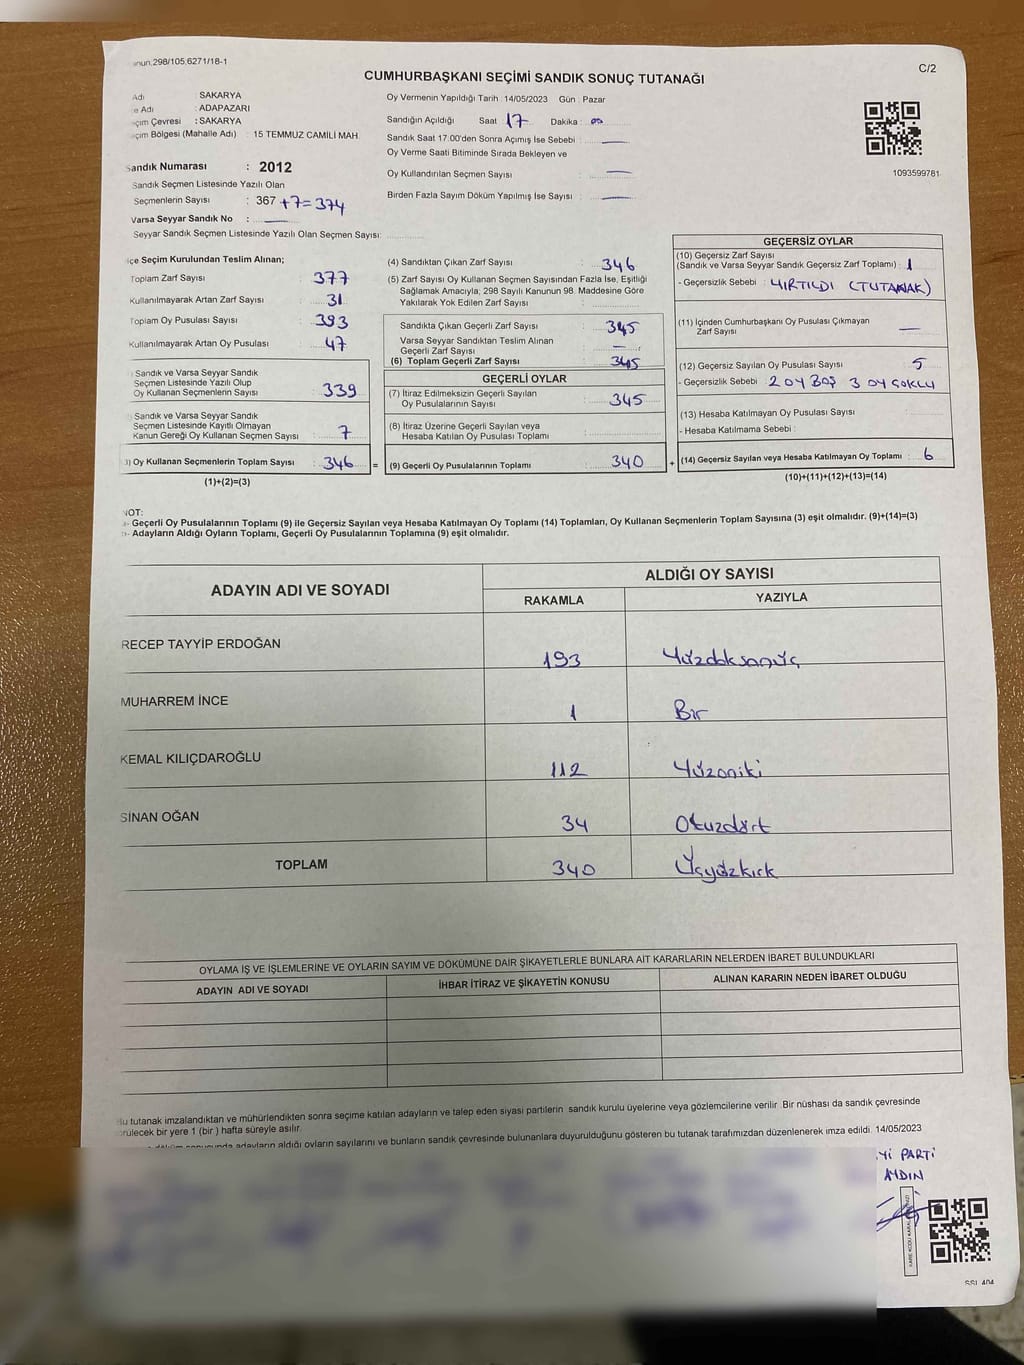 anun.298/105,6271/18-1
C/2
CUMHURBAŞKANI SEÇİMİ SANDIK SONUÇ TUTANAĞI
Adı SAKARYA
e Adı : ADAPAZARI
çim Çevresi : SAKARYA
çim Bölgesi (Mahalle Adı) : 15 TEMMUZ CAMİLİ MAH.
Sandık Numarası : 2012
Sandık Seçmen Listesinde Yazılı Olan
Seçmenlerin Sayısı : 367 +7=374
Varsa Seyyar Sandık No : —
Seyyar Sandık Seçmen Listesinde Yazılı Olan Seçmen Sayısı:
Oy Vermenin Yapıldığı Tarih 14/05/2023 Gün : Pazar
Sandığın Açıldığı Saat 17 Dakika : 00
Sandık Saat 17:00'den Sonra Açımış İse Sebebi : —
Oy Verme Saati Bitiminde Sırada Bekleyen ve
Oy Kullandırılan Seçmen Sayısı : —
Birden Fazla Sayım Döküm Yapılmış İse Sayısı : —
1093599781
İçe Seçim Kurulundan Teslim Alınan;
Toplam Zarf Sayısı : 377
Kullanılmayarak Artan Zarf Sayısı : 31
Toplam Oy Pusulası Sayısı : 393
Kullanılmayarak Artan Oy Pusulası : 47
Sandık ve Varsa Seyyar Sandık
Seçmen Listesinde Yazılı Olup
Oy Kullanan Seçmenlerin Sayısı : 339
Sandık ve Varsa Seyyar Sandık
Seçmen Listesinde Kayıtlı Olmayan
Kanun Gereği Oy Kullanan Seçmen Sayısı : 7
3) Oy Kullanan Seçmenlerin Toplam Sayısı : 346 =
(1)+(2)=(3)
(4) Sandıktan Çıkan Zarf Sayısı : 346
(5) Zarf Sayısı Oy Kullanan Seçmen Sayısından Fazla İse, Eşitliği
Sağlamak Amacıyla; 298 Sayılı Kanunun 98. Maddesine Göre
Yakılarak Yok Edilen Zarf Sayısı :
Sandıkta Çıkan Geçerli Zarf Sayısı : 345
Varsa Seyyar Sandıktan Teslim Alınan
Geçerli Zarf Sayısı : —
(6) Toplam Geçerli Zarf Sayısı : 345
GEÇERLİ OYLAR
(7) İtiraz Edilmeksizin Geçerli Sayılan
Oy Pusulalarının Sayısı : 345
(8) İtiraz Üzerine Geçerli Sayılan veya
Hesaba Katılan Oy Pusulası Toplamı :
(9) Geçerli Oy Pusulalarının Toplamı : 340 +
GEÇERSİZ OYLAR
(10) Geçersiz Zarf Sayısı
(Sandık ve Varsa Seyyar Sandık Geçersiz Zarf Toplamı) : 1
- Geçersizlik Sebebi : YIRTILDI (TUTANAK)
(11) İçinden Cumhurbaşkanı Oy Pusulası Çıkmayan
Zarf Sayısı : —
(12) Geçersiz Sayılan Oy Pusulası Sayısı : 5
- Geçersizlik Sebebi : 2 OY BOŞ 3 OY ÇOKLU
(13) Hesaba Katılmayan Oy Pusulası Sayısı :
- Hesaba Katılmama Sebebi :
(14) Geçersiz Sayılan veya Hesaba Katılmayan Oy Toplamı : 6
(10)+(11)+(12)+(13)=(14)
NOT:
- Geçerli Oy Pusulalarının Toplamı (9) ile Geçersiz Sayılan veya Hesaba Katılmayan Oy Toplamı (14) Toplamları, Oy Kullanan Seçmenlerin Toplam Sayısına (3) eşit olmalıdır. (9)+(14)=(3)
- Adayların Aldığı Oyların Toplamı, Geçerli Oy Pusulalarının Toplamına (9) eşit olmalıdır.
ADAYIN ADI VE SOYADI ALDIĞI OY SAYISI
RAKAMLA YAZIYLA
RECEP TAYYİP ERDOĞAN 193 Yüzdoksanüç
MUHARREM İNCE 1 Bir
KEMAL KILIÇDAROĞLU 112 Yüzoniki
SİNAN OĞAN 34 Otuzdört
TOPLAM 340 Üçyüzkırk
OYLAMA İŞ VE İŞLEMLERİNE VE OYLARIN SAYIM VE DÖKÜMÜNE DAİR ŞİKAYETLERLE BUNLARA AİT KARARLARIN NELERDEN İBARET BULUNDUKLARI
ADAYIN ADI VE SOYADI İHBAR İTİRAZ VE ŞİKAYETİN KONUSU ALINAN KARARIN NEDEN İBARET OLDUĞU
Bu tutanak imzalandıktan ve mühürlendikten sonra seçime katılan adayların ve talep eden siyasi partilerin sandık kurulu üyelerine veya gözlemcilerine verilir. Bir nüshası da sandık çevresinde
görülecek bir yere 1 (bir) hafta süreyle asılır.
adayların aldığı oyların sayılarını ve bunların sandık çevresinde bulunanlara duyurulduğunu gösteren bu tutanak tarafımızdan düzenlenerek imza edildi. 14/05/2023
İYİ PARTİ
AYDIN